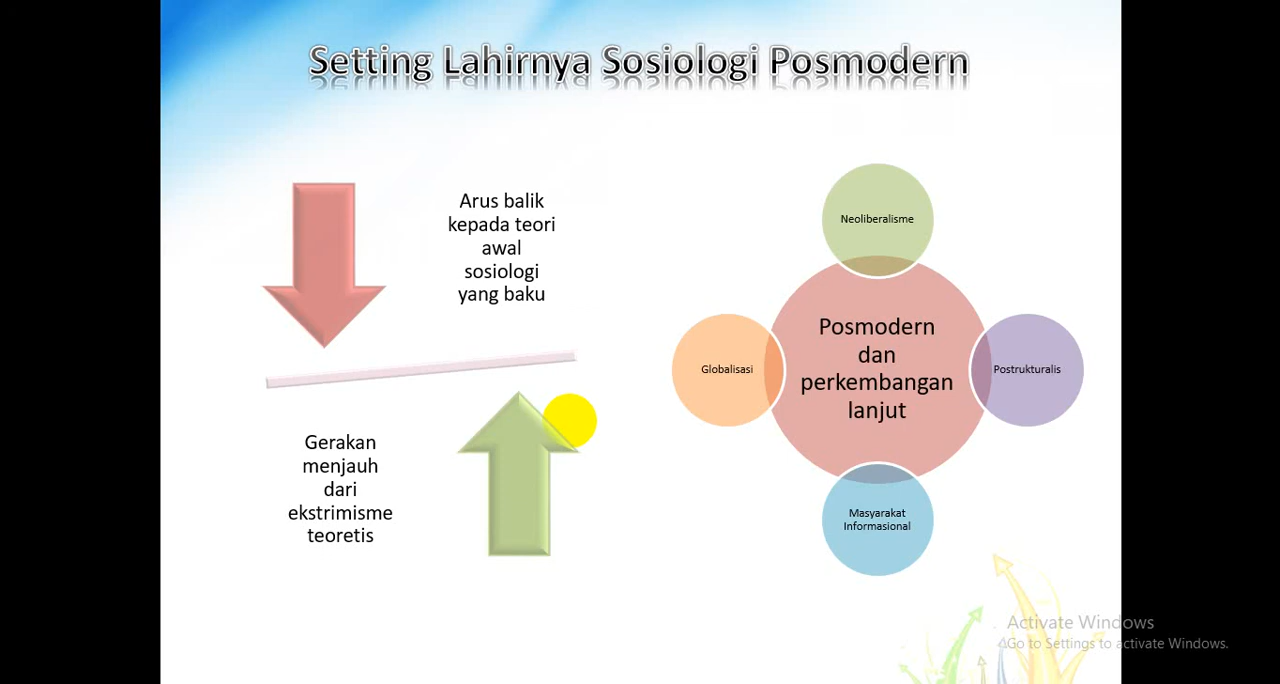 Setting Lahirnya Sosiologi Posmodern
Arus balik
kepada teori
awal
sosiologi
yang baku
Gerakan
menjauh
dari
ekstrimisme
teoretis
Neoliberalisme
Globalisasi
Posmodern
dan
perkembangan
lanjut
Postrukturalis
Masyarakat
Informasional
Activate Windows
Go to Settings to activate Windows.